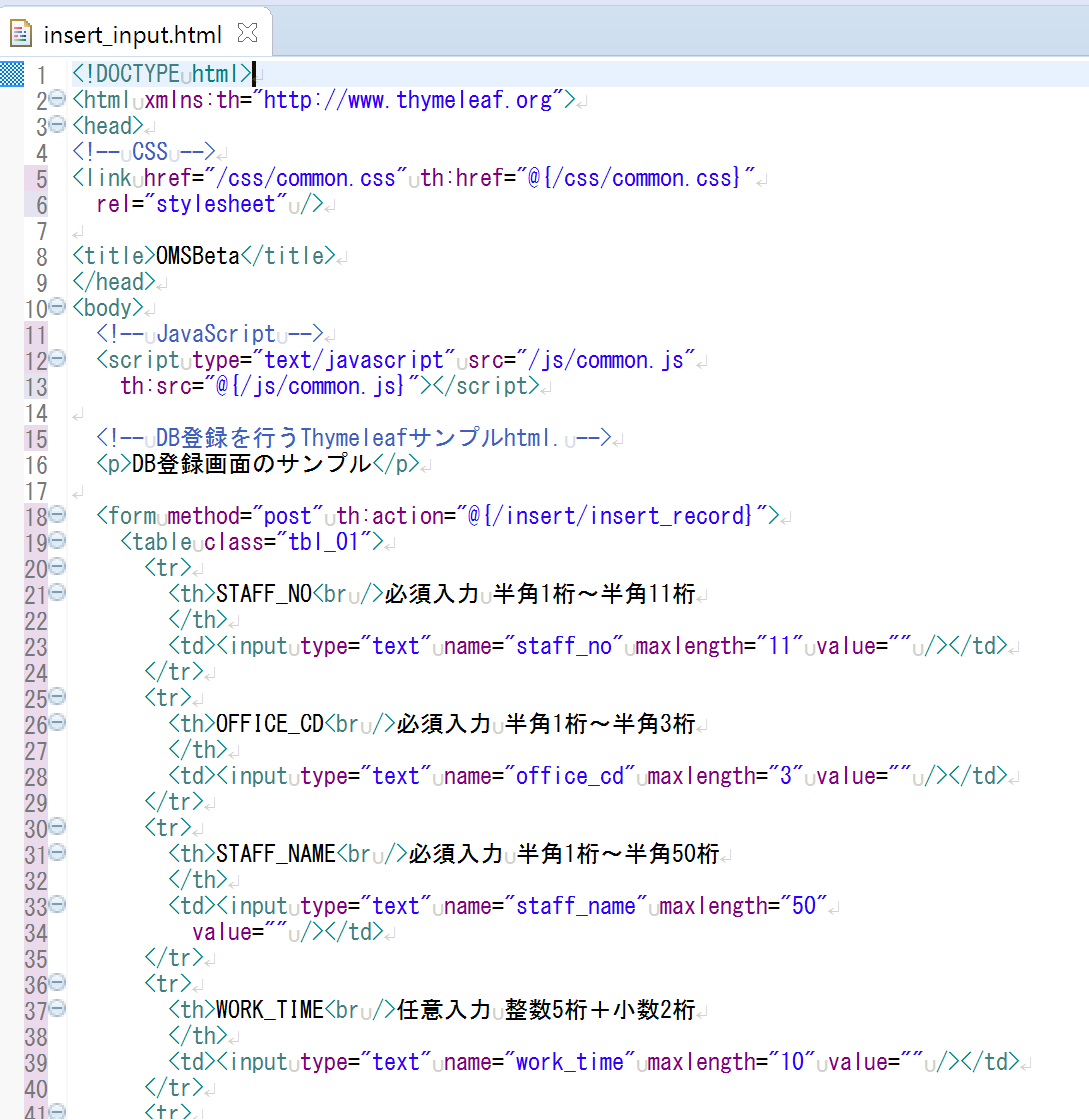 insert_input.html
1 <!DOCTYPE html>
2 <html xmlns:th="http://www.thymeleaf.org">
3 <head>
4 <!-- CSS -->
5 <link href="/css/common.css" th:href="@{/css/common.css}"
6   rel="stylesheet" />
7
8 <title>OMSBeta</title>
9 </head>
10 <body>
11   <!-- JavaScript -->
12   <script type="text/javascript" src="/js/common.js"
13     th:src="@{/js/common.js}"></script>
14
15   <!-- DB登録を行うThymeleafサンプルhtml. -->
16   <p>DB登録画面のサンプル</p>
17
18   <form method="post" th:action="@{/insert/insert_record}">
19     <table class="tbl_01">
20       <tr>
21         <th>STAFF_NO<br />必須入力 半角1桁～半角11桁
22         </th>
23         <td><input type="text" name="staff_no" maxlength="11" value="" /></td>
24       </tr>
25       <tr>
26         <th>OFFICE_CD<br />必須入力 半角1桁～半角3桁
27         </th>
28         <td><input type="text" name="office_cd" maxlength="3" value="" /></td>
29       </tr>
30       <tr>
31         <th>STAFF_NAME<br />必須入力 半角1桁～半角50桁
32         </th>
33         <td><input type="text" name="staff_name" maxlength="50"
34           value="" /></td>
35       </tr>
36       <tr>
37         <th>WORK_TIME<br />任意入力 整数5桁＋小数2桁
38         </th>
39         <td><input type="text" name="work_time" maxlength="10" value="" /></td>
40       </tr>
41       <tr>